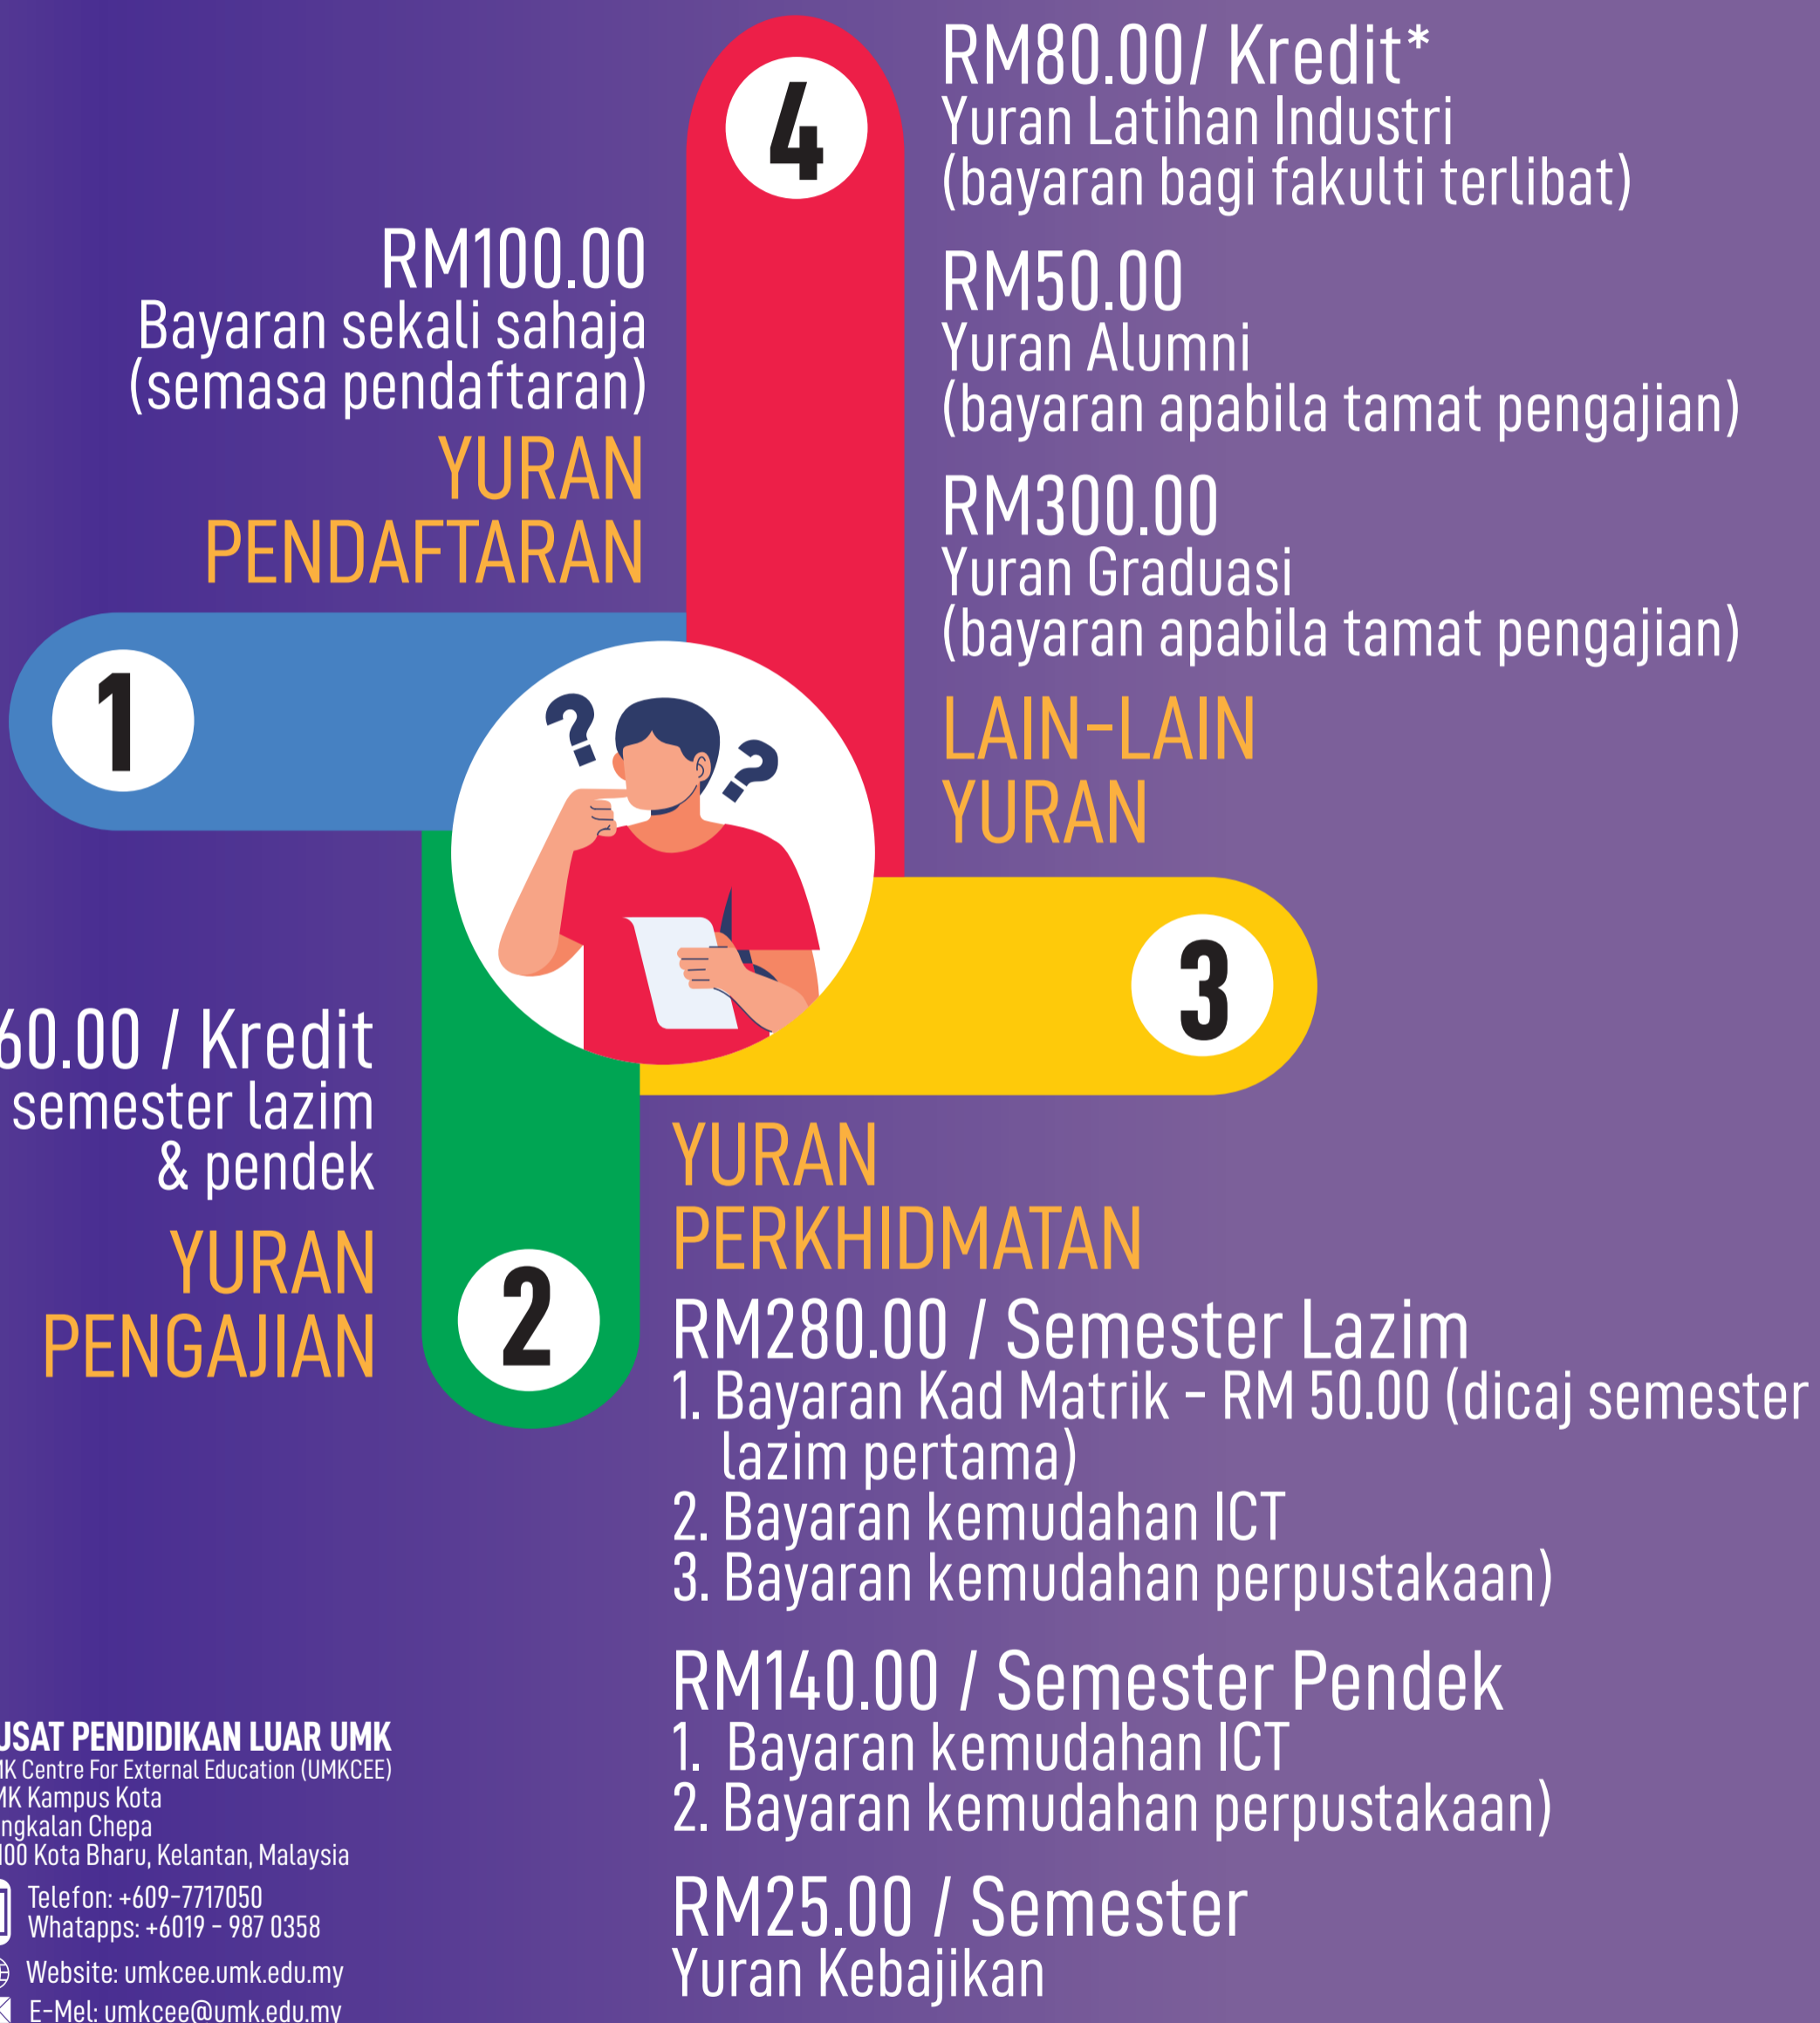 4
RM80.00/ Kredit*
Yuran Latihan Industri
(bayaran bagi fakulti terlibat)
RM50.00
Yuran Alumni
(bayaran apabila tamat pengajian)
RM300.00
Yuran Graduasi
(bayaran apabila tamat pengajian)
LAIN-LAIN
YURAN
RM100.00
Bayaran sekali sahaja
(semasa pendaftaran)
YURAN
PENDAFTARAN
1
? ?
3
60.00 / Kredit
semester lazim
& pendek
YURAN
PENGAJIAN
2
YURAN
PERKHIDMATAN
RM280.00 / Semester Lazim
1. Bayaran Kad Matrik - RM 50.00 (dicaj semester
lazim pertama)
2. Bayaran kemudahan ICT
3. Bayaran kemudahan perpustakaan)
RM140.00 / Semester Pendek
1. Bayaran kemudahan ICT
2. Bayaran kemudahan perpustakaan)
RM25.00 / Semester
Yuran Kebajikan
PENDIDIKAN LUAR UMK
Centre For External Education (UMKCEE)
Kampus Kota
Chepa
Kota Bharu, Kelantan, Malaysia
Telefon: +609-7717050
Whatapps: +6019 - 987 0358
Website: umkcee.umk.edu.my
E-Mel: umkcee@umk.edu.my